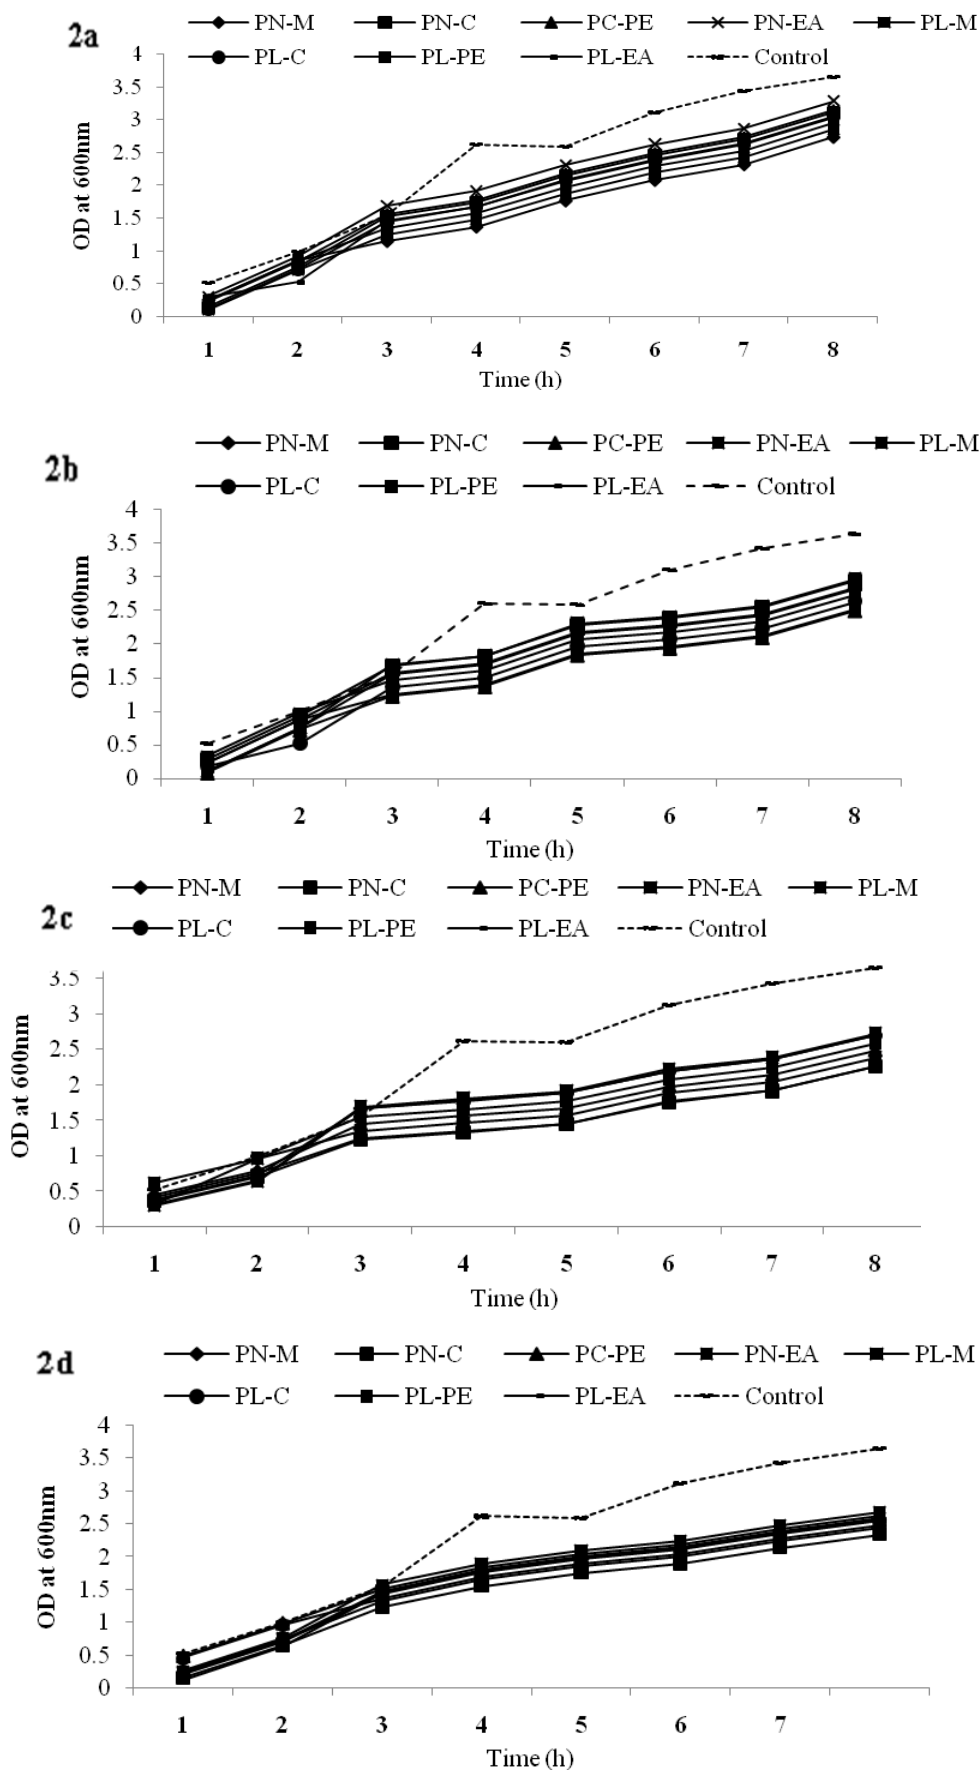 2a
PN-M PN-C PC-PE PN-EA PL-M
PL-C PL-PE PL-EA Control
4
3.5
3
2.5
2
1.5
1
0.5
0
OD at 600nm
1 2 3 4 5 6 7 8
Time (h)
2b
PN-M PN-C PC-PE PN-EA PL-M
PL-C PL-PE PL-EA Control
4
3.5
3
2.5
2
1.5
1
0.5
0
OD at 600nm
1 2 3 4 5 6 7 8
Time (h)
2c
PN-M PN-C PC-PE PN-EA PL-M
PL-C PL-PE PL-EA Control
3.5
3
2.5
2
1.5
1
0.5
0
OD at 600nm
1 2 3 4 5 6 7 8
Time (h)
2d
PN-M PN-C PC-PE PN-EA PL-M
PL-C PL-PE PL-EA Control
4
3.5
3
2.5
2
1.5
1
0.5
0
OD at 600nm
1 2 3 4 5 6 7
Time (h)